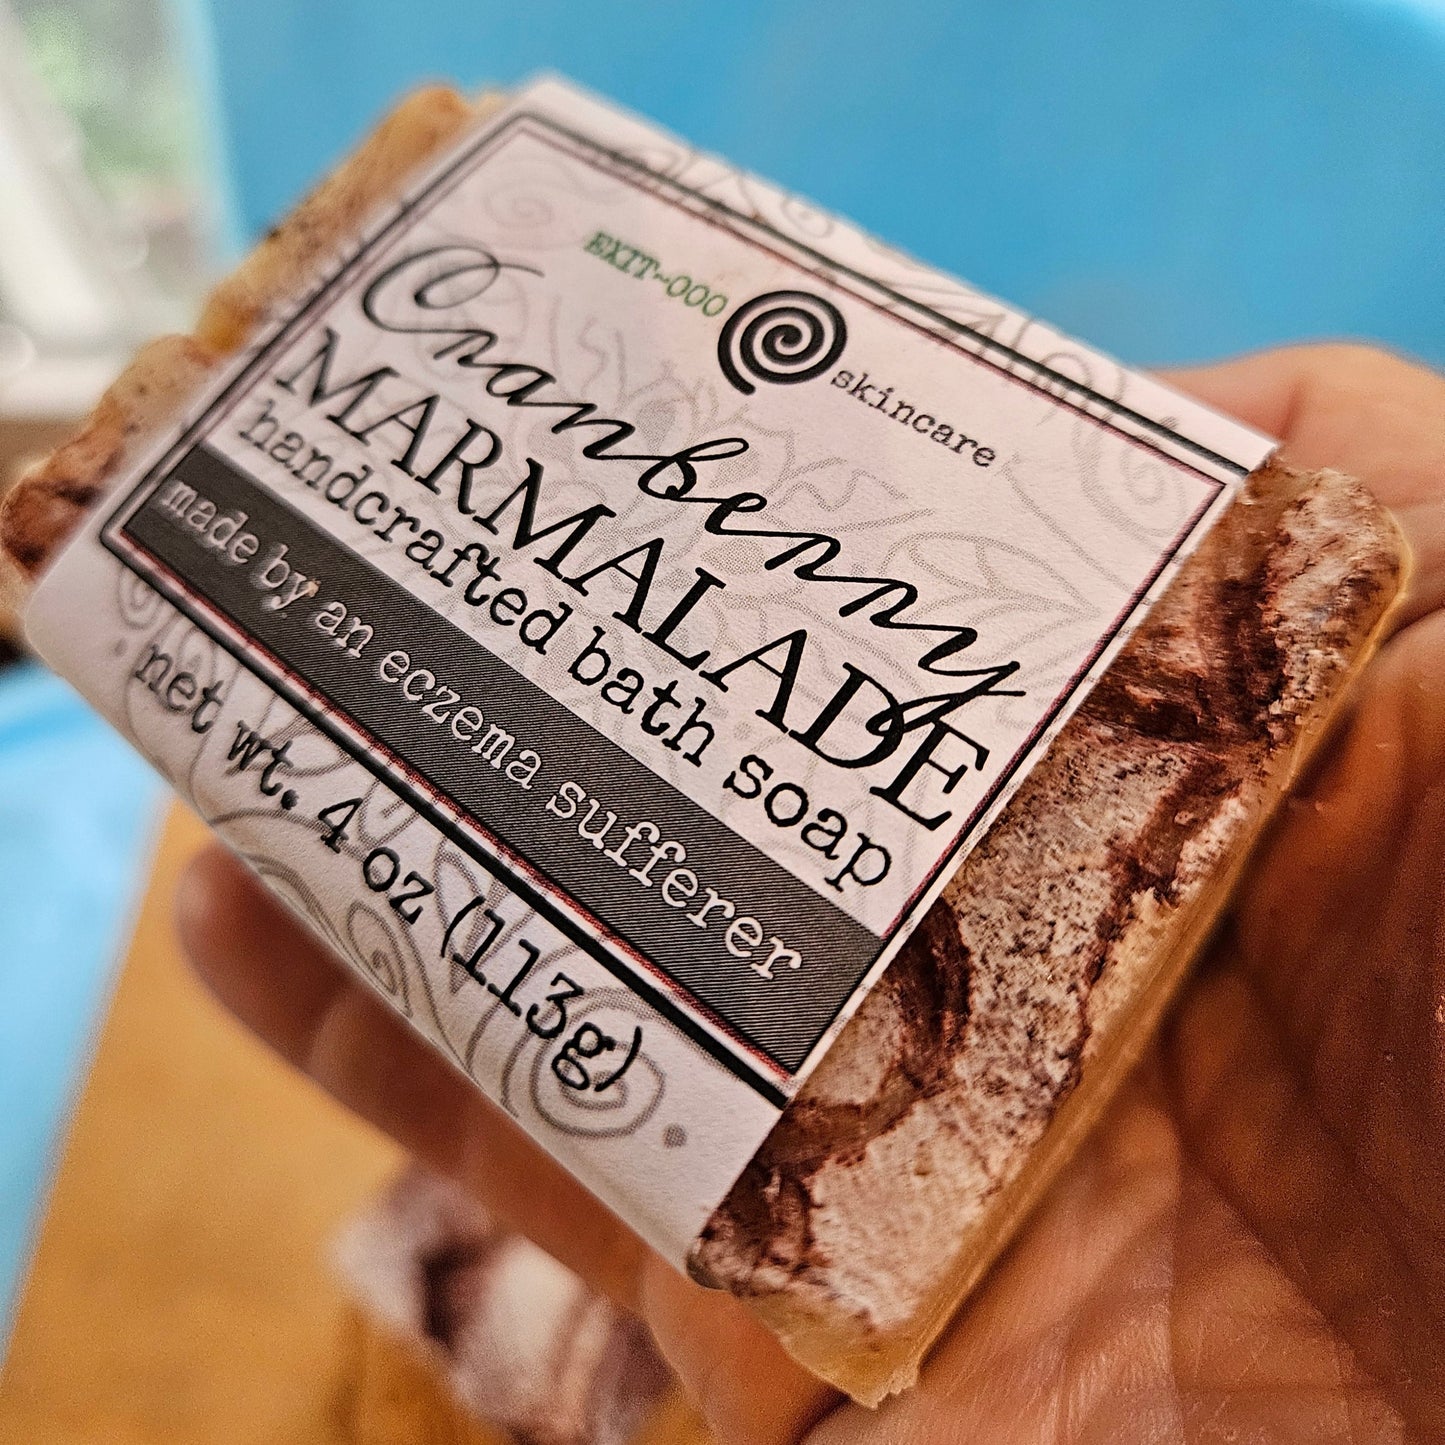 EXIT~000
skincare
Cranberry
MARMALADE
handcrafted bath soap
made by an eczema sufferer
net wt. 4 oz (113g)